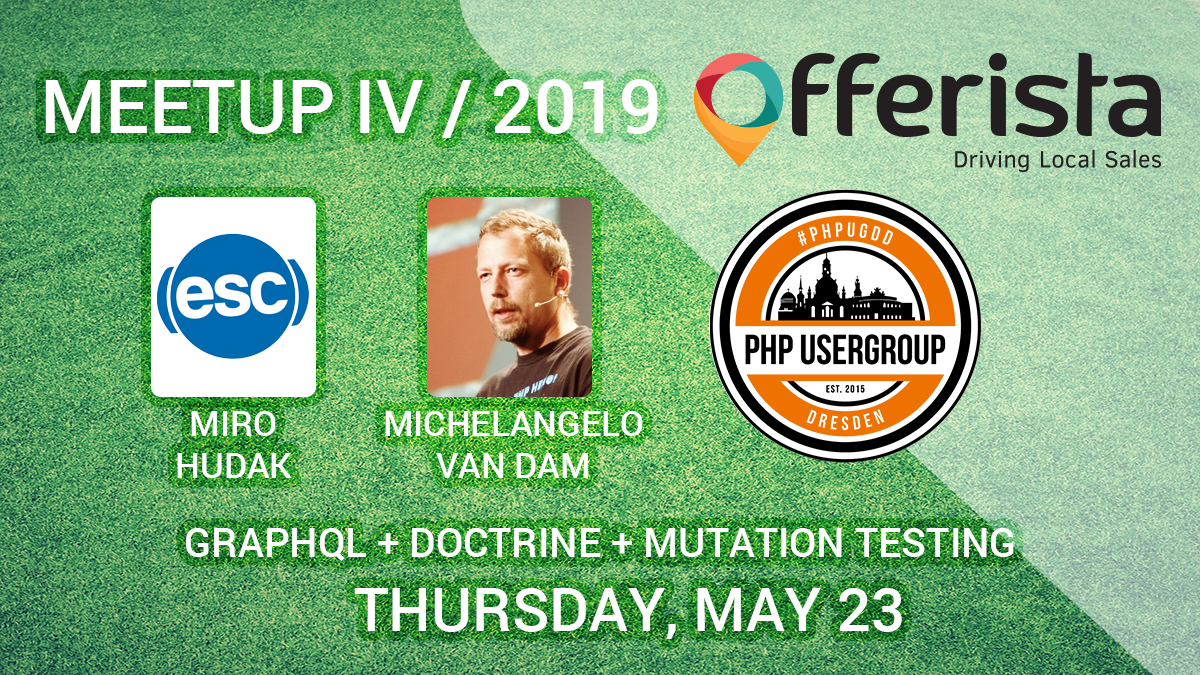 MEETUP IV / 2019
Offerista
Driving Local Sales
(esc)
MIRO
HUDAK
MICHELANGELO
VAN DAM
#PHPUGDD
PHP USERGROUP
EST. 2015
DRESDEN
GRAPHQL + DOCTRINE + MUTATION TESTING
THURSDAY, MAY 23